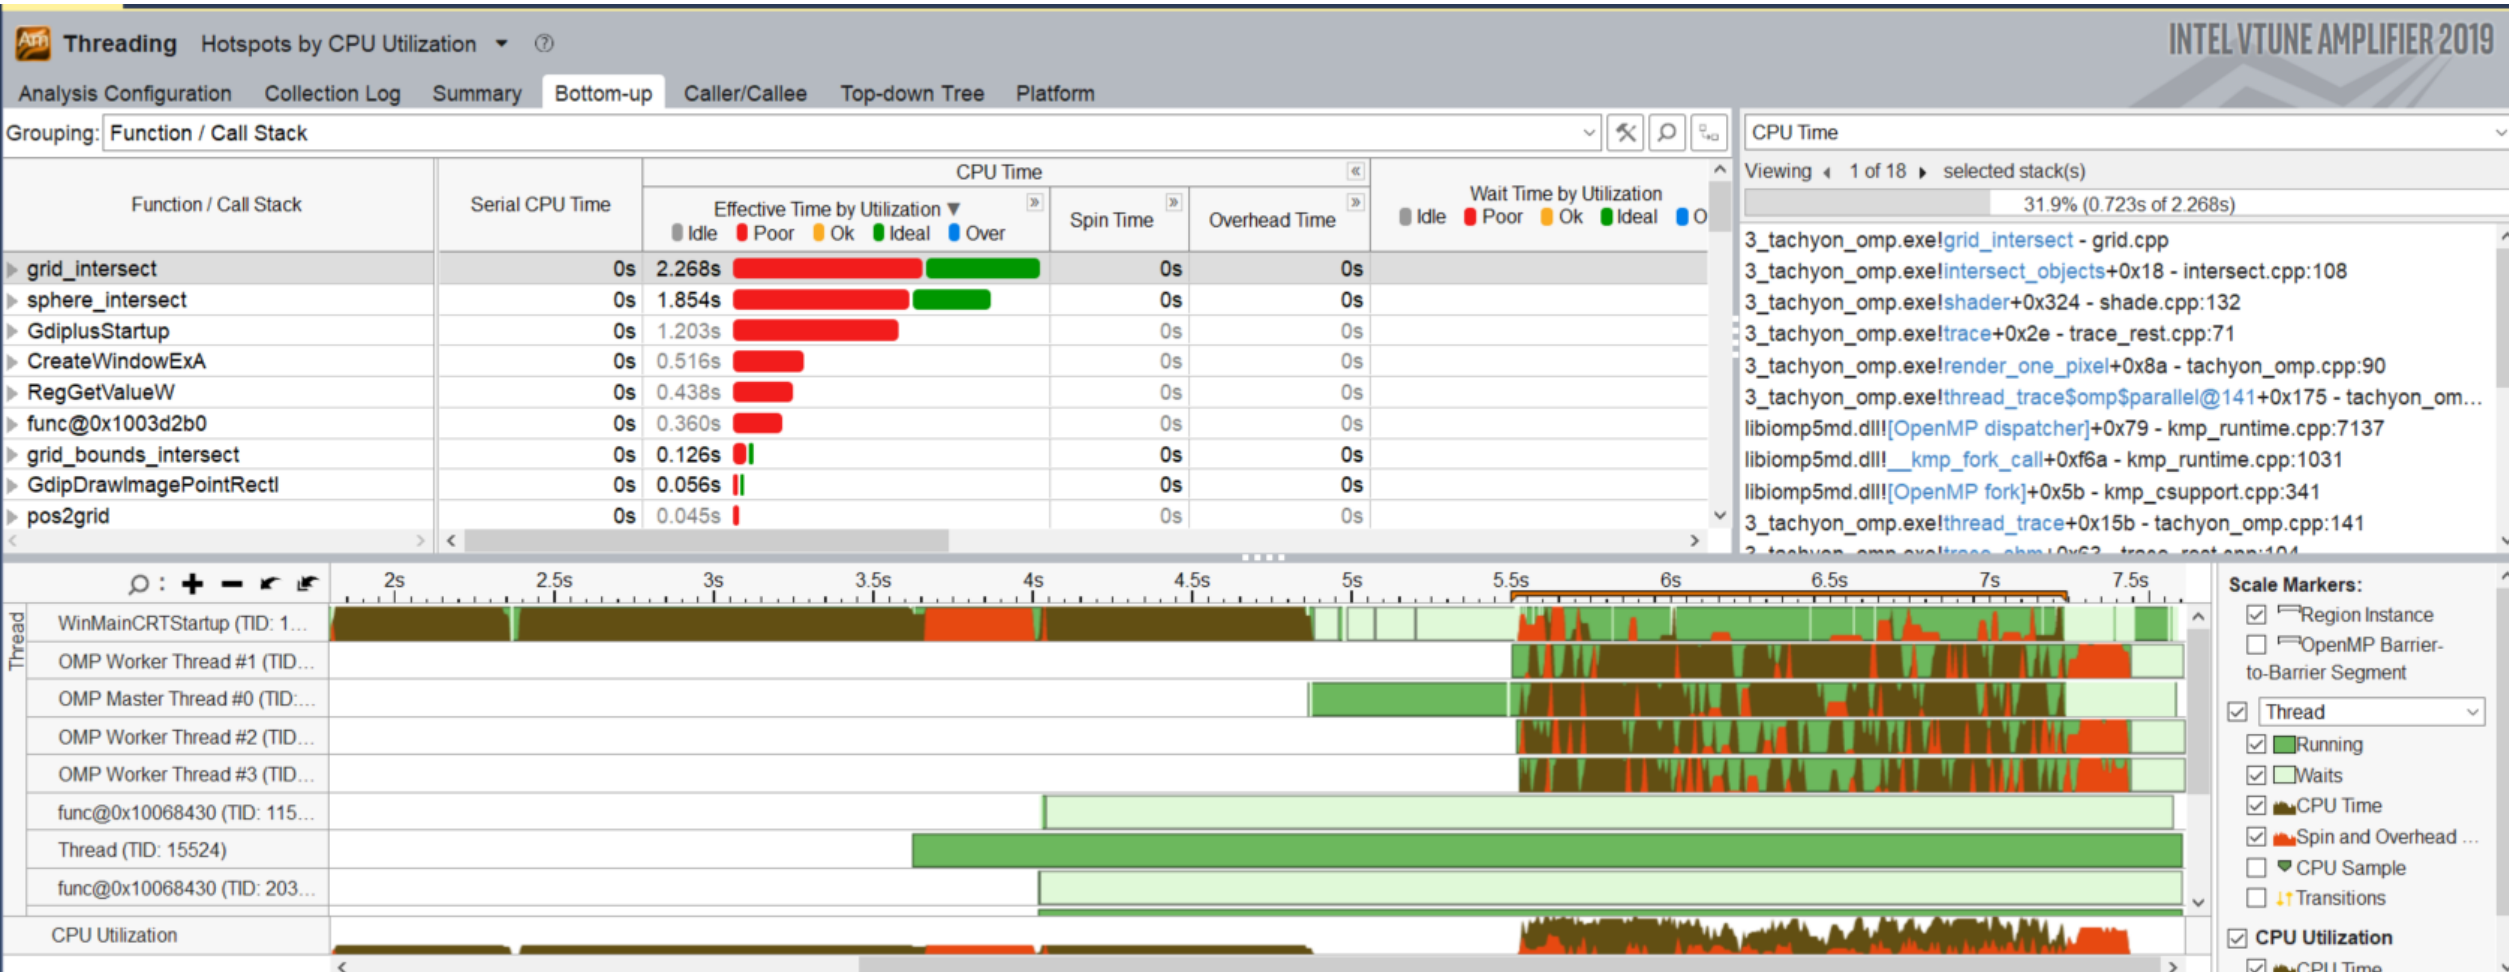 Threading Hotspots by CPU Utilization
INTEL VTUNE AMPLIFIER 2019
Analysis Configuration Collection Log Summary Bottom-up Caller/Callee Top-down Tree Platform
Grouping: Function / Call Stack
CPU Time
Viewing 1 of 18 selected stack(s)
31.9% (0.723s of 2.268s)
Function / Call Stack
Serial CPU Time
CPU Time
Effective Time by Utilization
Idle Poor Ok Ideal Over
Spin Time
Overhead Time
Wait Time by Utilization
Idle Poor Ok Ideal O
grid_intersect 0s 2.268s 0s 0s
sphere_intersect 0s 1.854s 0s 0s
GdiplusStartup 0s 1.203s 0s 0s
CreateWindowExA 0s 0.516s 0s 0s
RegGetValueW 0s 0.438s 0s 0s
func@0x1003d2b0 0s 0.360s 0s 0s
grid_bounds_intersect 0s 0.126s 0s 0s
GdipDrawImagePointRectI 0s 0.056s 0s 0s
pos2grid 0s 0.045s 0s 0s
3_tachyon_omp.exe!grid_intersect - grid.cpp
3_tachyon_omp.exe!intersect_objects+0x18 - intersect.cpp:108
3_tachyon_omp.exe!shader+0x324 - shade.cpp:132
3_tachyon_omp.exe!trace+0x2e - trace_rest.cpp:71
3_tachyon_omp.exe!render_one_pixel+0x8a - tachyon_omp.cpp:90
3_tachyon_omp.exe!thread_trace$omp$parallel@141+0x175 - tachyon_om...
libiomp5md.dll![OpenMP dispatcher]+0x79 - kmp_runtime.cpp:7137
libiomp5md.dll!__kmp_fork_call+0xf6a - kmp_runtime.cpp:1031
libiomp5md.dll![OpenMP fork]+0x5b - kmp_csupport.cpp:341
3_tachyon_omp.exe!thread_trace+0x15b - tachyon_omp.cpp:141
2s 2.5s 3s 3.5s 4s 4.5s 5s 5.5s 6s 6.5s 7s 7.5s
Thread
WinMainCRTStartup (TID: 1...
OMP Worker Thread #1 (TID...
OMP Master Thread #0 (TID:...
OMP Worker Thread #2 (TID...
OMP Worker Thread #3 (TID...
func@0x10068430 (TID: 115...
Thread (TID: 15524)
func@0x10068430 (TID: 203...
CPU Utilization
Scale Markers:
Region Instance
OpenMP Barrier-
to-Barrier Segment
Thread
Running
Waits
CPU Time
Spin and Overhead ...
CPU Sample
Transitions
CPU Utilization
CPU Time